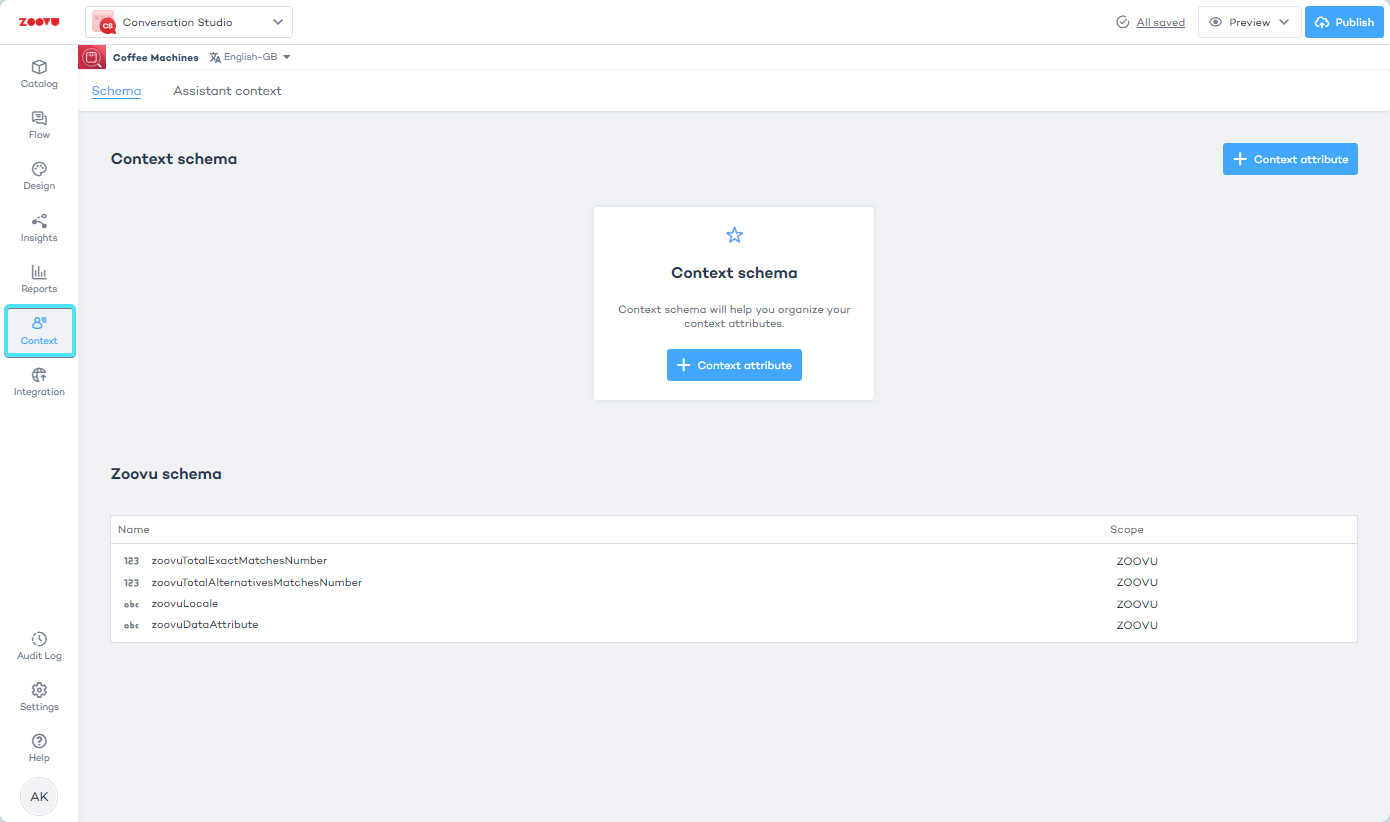 ZOOVU
CS
Conversation Studio
All saved
Preview
Publish
Coffee Machines
English-GB
Schema
Assistant context
Catalog
Flow
Design
Insights
Reports
Context
Integration
Audit Log
Settings
Help
AK
Context schema
Context attribute
Context schema
Context schema will help you organize your
context attributes.
Context attribute
Zoovu schema
Name Scope
123 zoovuTotalExactMatchesNumber ZOOVU
123 zoovuTotalAlternativesMatchesNumber ZOOVU
abc zoovuLocale ZOOVU
abc zoovuDataAttribute ZOOVU